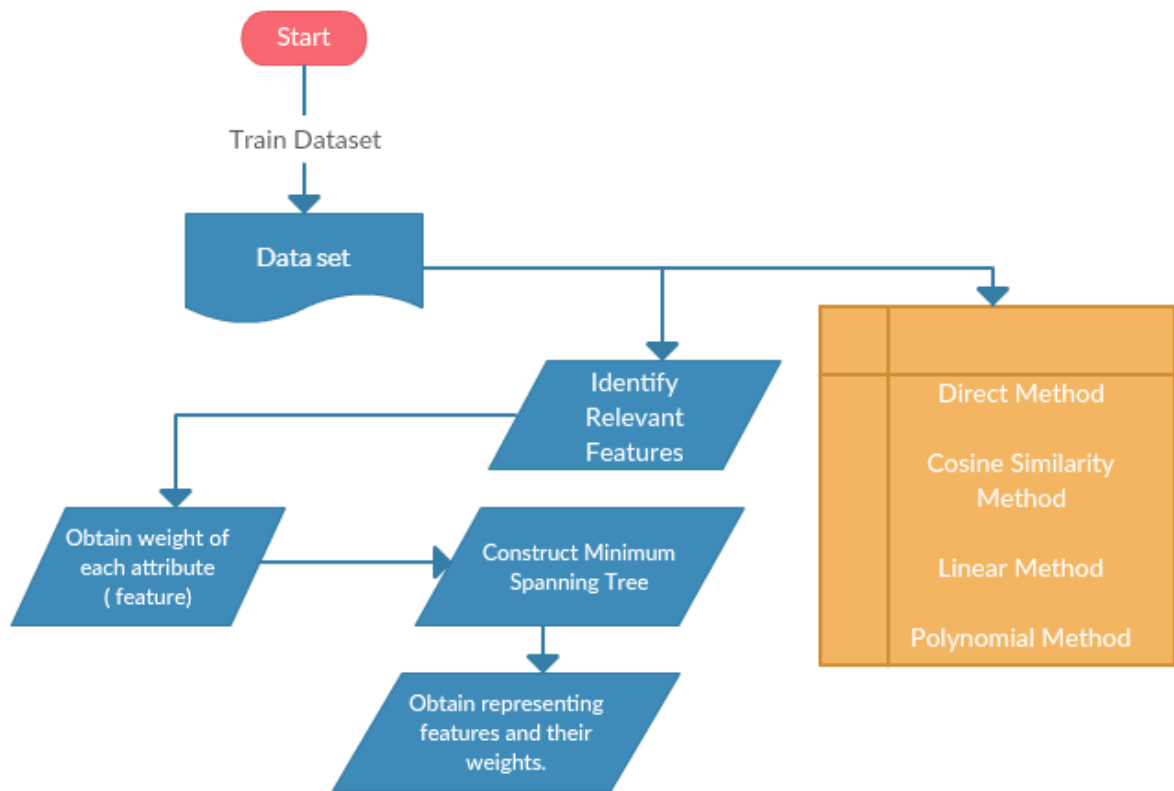 Start
Train Dataset
Data set
Identify
Relevant
Features
Direct Method
Cosine Similarity
Method
Linear Method
Polynomial Method
Obtain weight of
each attribute
( feature)
Construct Minimum
Spanning Tree
Obtain representing
features and their
weights.